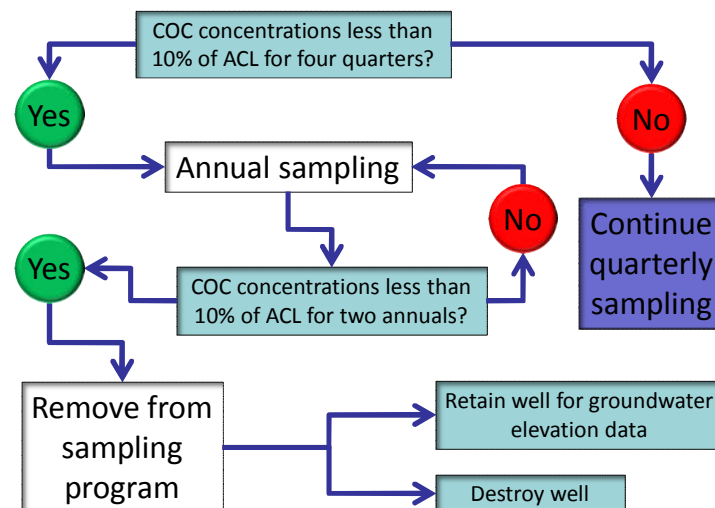 COC concentrations less than
10% of ACL for four quarters?
Yes
No
Annual sampling
No
Continue
quarterly
sampling
Yes
COC concentrations less than
10% of ACL for two annuals?
Remove from
sampling
program
Retain well for groundwater
elevation data
Destroy well